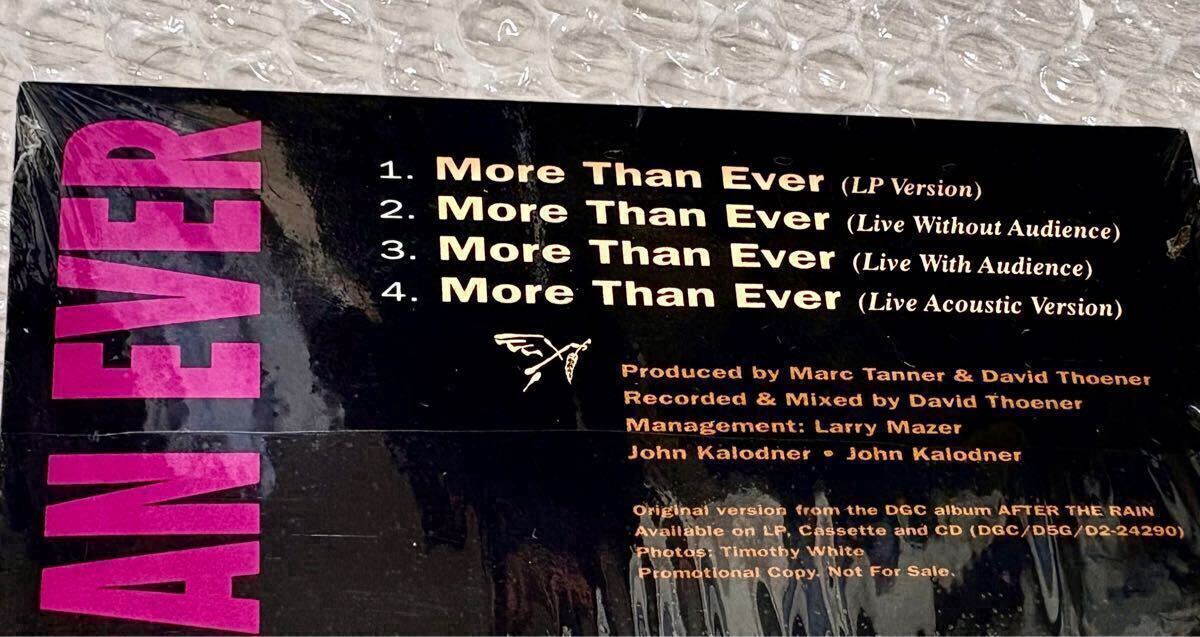 AN EVER
1. More Than Ever (LP Version)
2. More Than Ever (Live Without Audience)
3. More Than Ever (Live With Audience)
4. More Than Ever (Live Acoustic Version)
Produced by Marc Tanner & David Thoener
Recorded & Mixed by David Thoener
Management: Larry Mazer
John Kalodner • John Kalodner
Original version from the DGC album AFTER THE RAIN
Available on LP, Cassette and CD (DGC/D5G/D2-24290)
Photos: Timothy White
Promotional Copy. Not For Sale.